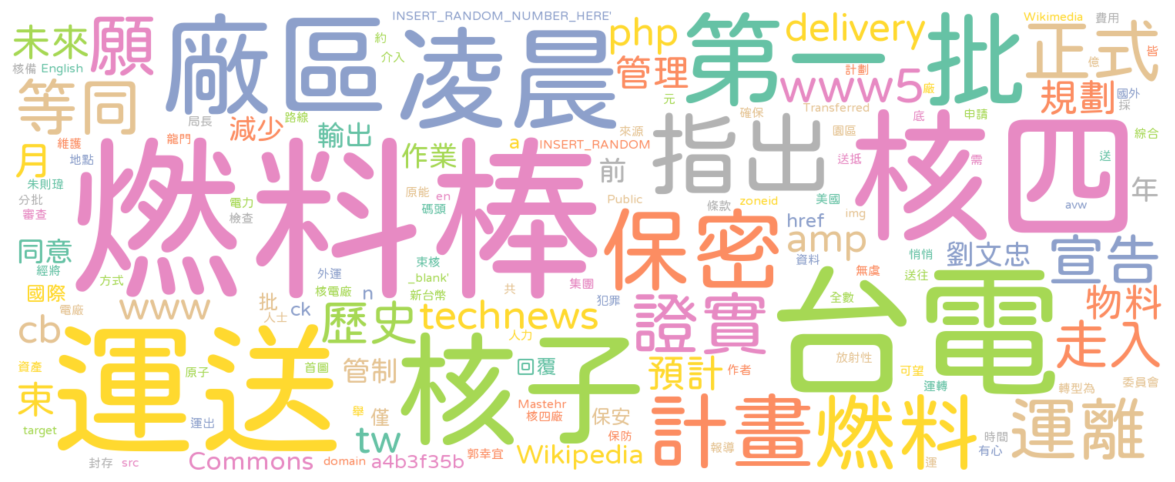 INSERT_RANDOM_NUMBER_HERE'
未來
願
廠區
凌晨
約
介入
php
第一批
delivery
Wikimedia
費用
正式
皆
核備
English
管理
計劃
www5
信
等同
局長
路線
減少
輸出
元
確保
Transferred
廠
規劃
國外
採
月
維護
龍門
作業
a
INSERT_RANDOM
來源
指出
底
園區
申請
核四
綜合
地點
燃料棒
前
送抵
需
送
朱則瑋
分批
審查
電力
檢查
原能
en
碼頭
Public
條款
zoneid
美國
img
avw
年
同意
經將
外運
束核
保密
href
amp
資料
悄悄
劉文忠
宣告
方式
國際
電廠
www
核電廠
n
_blank'
新台幣
集團
共
犯罪
無虞
送往
台電
物料
批
人士
ck
歷史
technews
證實
全數
cb
運送
核子
人力
走入
資產
原子
首圖
管制
回覆
預計
作者
放射性
可望
運轉
轉型為
委員會
束
舉
僅
Mastehr
核四廠
保安
計畫
燃料
運離
target
運出
tw
Wikipedia
保防
報導
運
時間
有心
封存
src
Commons
domain
a4b3f35b
郭幸宜